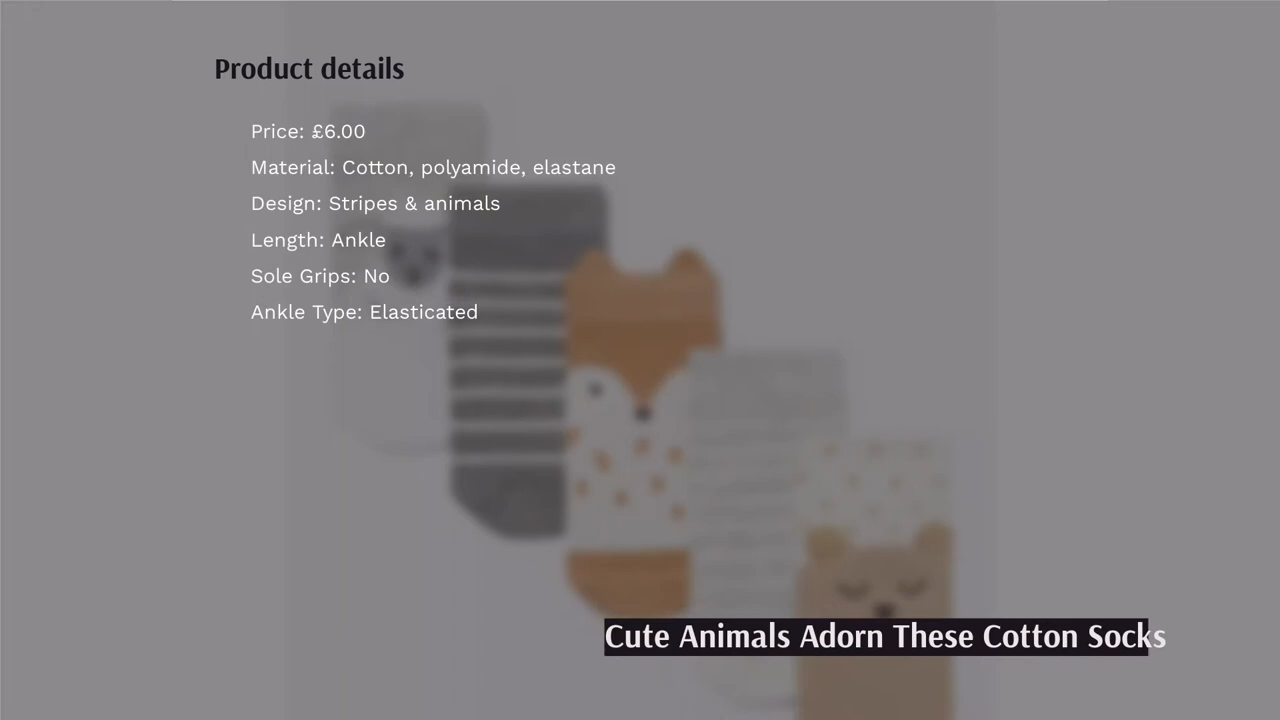 Product details
Price: £6.00
Material: Cotton, polyamide, elastane
Design: Stripes & animals
Length: Ankle
Sole Grips: No
Ankle Type: Elasticated
Cute Animals Adorn These Cotton Socks